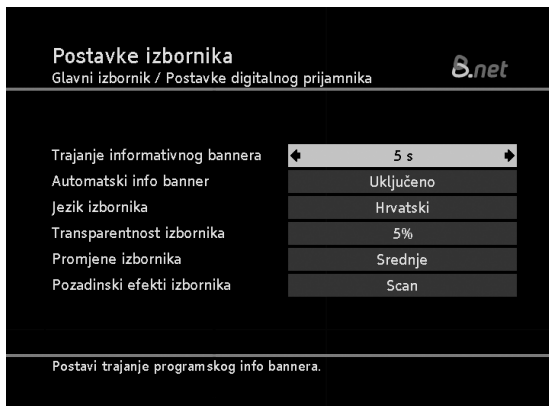 Postavke izbornika
Glavni izbornik / Postavke digitalnog prijamnika
B.net
Trajanje informativnog bannera 5 s
Automatski info banner Uključeno
Jezik izbornika Hrvatski
Transparentnost izbornika 5%
Promjene izbornika Srednje
Pozadinski efekti izbornika Scan
Postavi trajanje programskog info bannera.